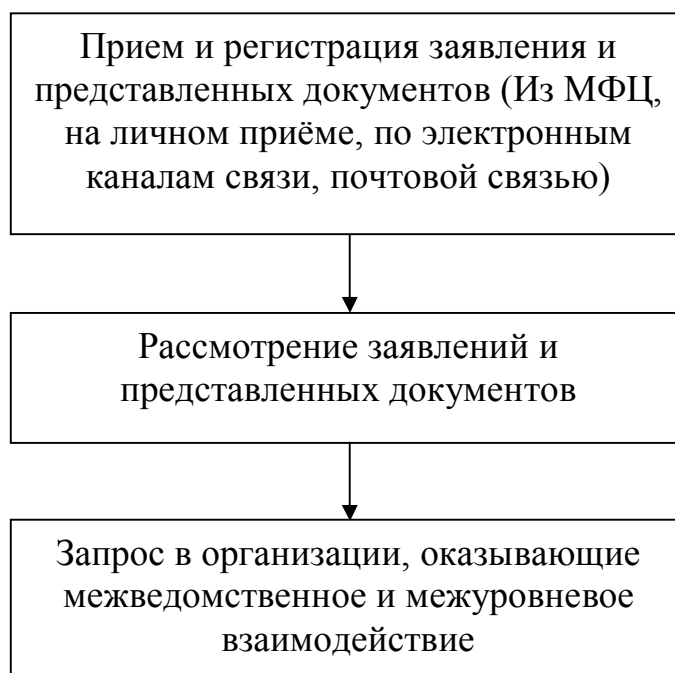 Прием и регистрация заявления и
представленных документов (Из МФЦ,
на личном приёме, по электронным
каналам связи, почтовой связью)
Рассмотрение заявлений и
представленных документов
Запрос в организации, оказывающие
межведомственное и межуровневое
взаимодействие